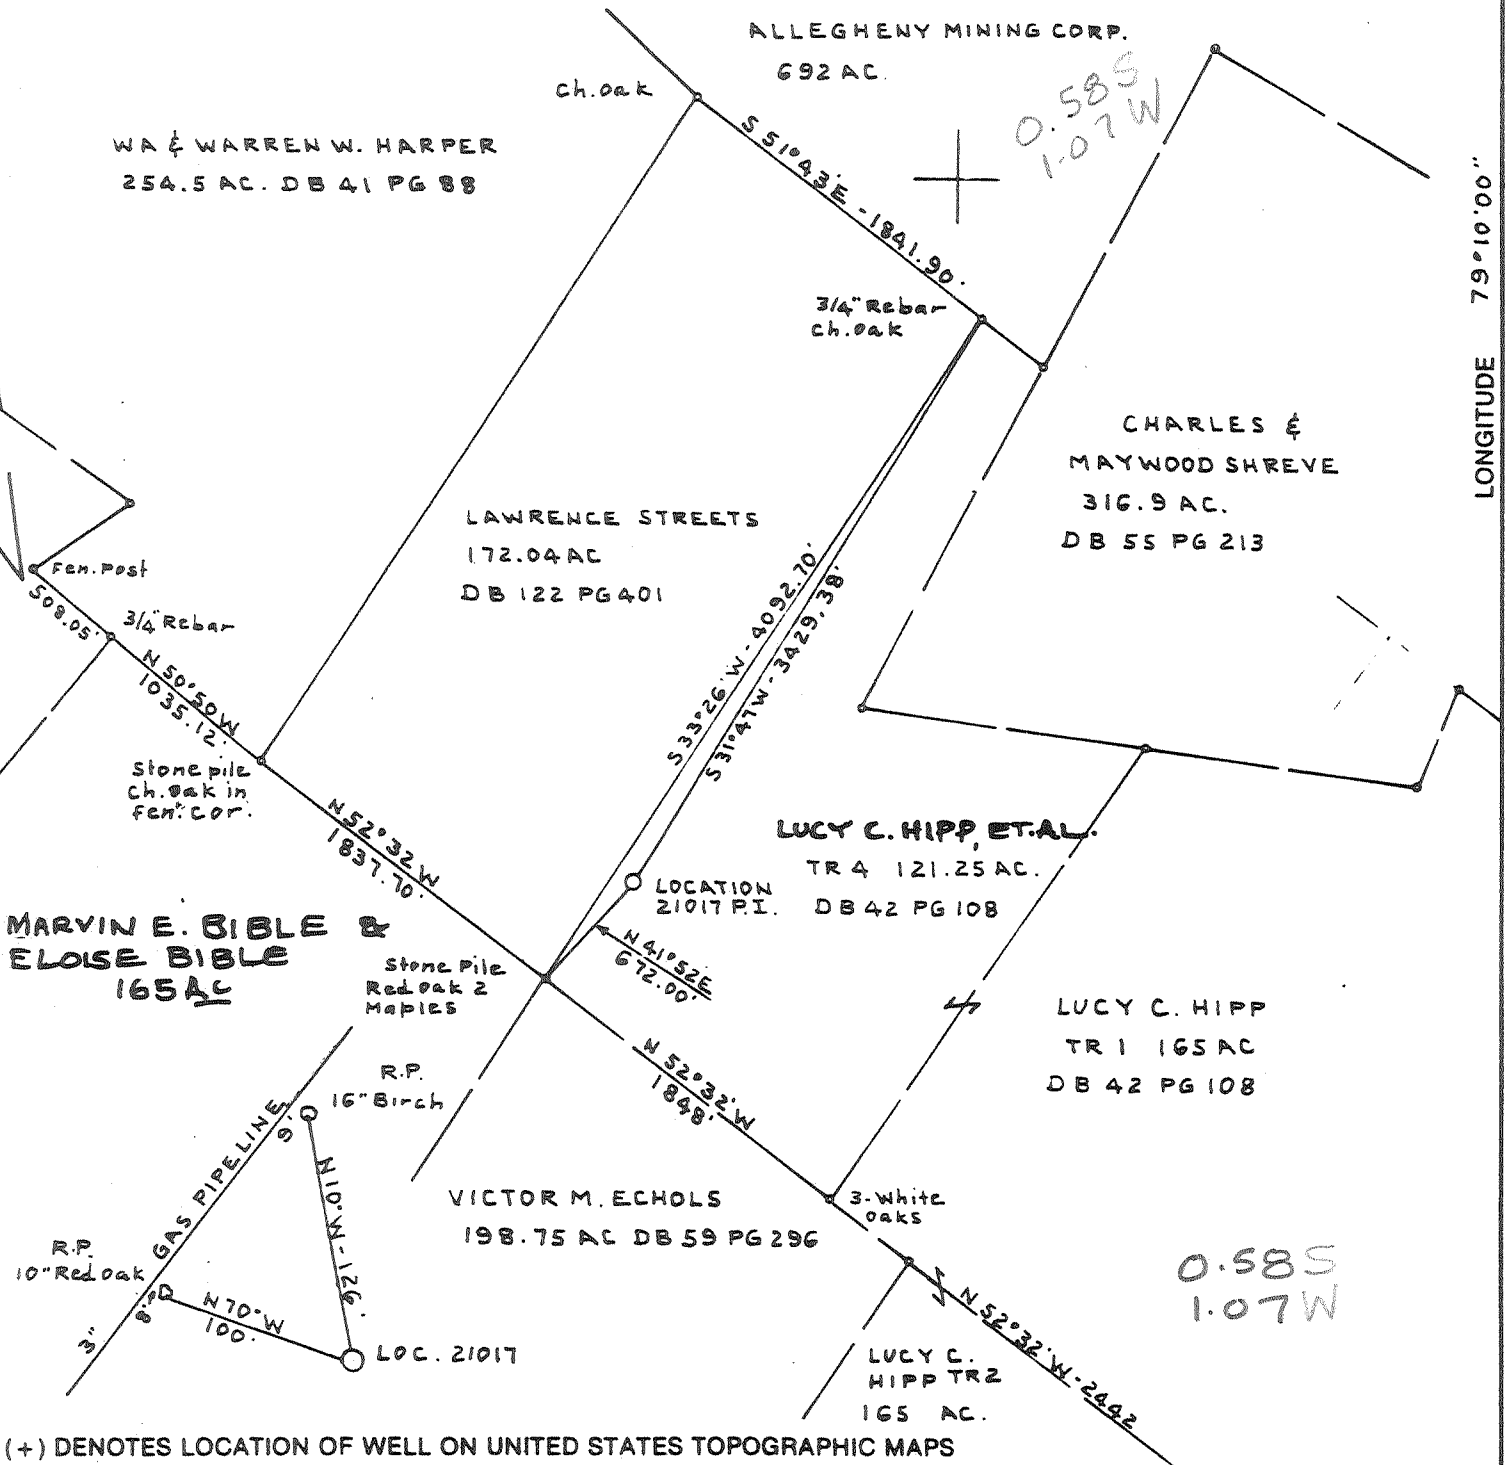 ALLEGHENY MINING CORP.
692 AC.
0.58 S
1.07 W
Ch. Oak
WA & WARREN W. HARPER
254.5 AC. DB 41 PG 88
S 51°43'E - 1841.90'
LONGITUDE 79°10'00"
3/4" Rebar
Ch. Oak
CHARLES &
MAYWOOD SHREVE
316.9 AC.
DB 55 PG 213
LAWRENCE STREETS
172.04 AC
DB 122 PG 401
Fen. Post
508.05'
3/4" Rebar
N 50°50'W
1035.12'
S 33°26'W - 4092.70'
S 31°47'W - 3429.38'
Stone pile
Ch. Oak in
Fen. Cor.
N 52°32'W
1837.70'
LUCY C. HIPP, ET. AL.
TR 4 121.25 AC.
DB 42 PG 108
LOCATION
21017 P.I.
MARVIN E. BIBLE &
ELOISE BIBLE
165 AC
Stone Pile
Red Oak 2
Maples
N 41°52'E
672.00'
LUCY C. HIPP
TR 1 165 AC
DB 42 PG 108
N 52°32'W
1848'
R.P.
16" Birch
9'
GAS PIPELINE
N 10°W - 126'
VICTOR M. ECHOLS
198.75 AC DB 59 PG 296
3-White
Oaks
R.P.
10" Red Oak
8'
N 70°W
100'
3"
LOC. 21017
0.58 S
1.07 W
N 52°32'W - 2442
LUCY C.
HIPP TR 2
165 AC.
(+) DENOTES LOCATION OF WELL ON UNITED STATES TOPOGRAPHIC MAPS